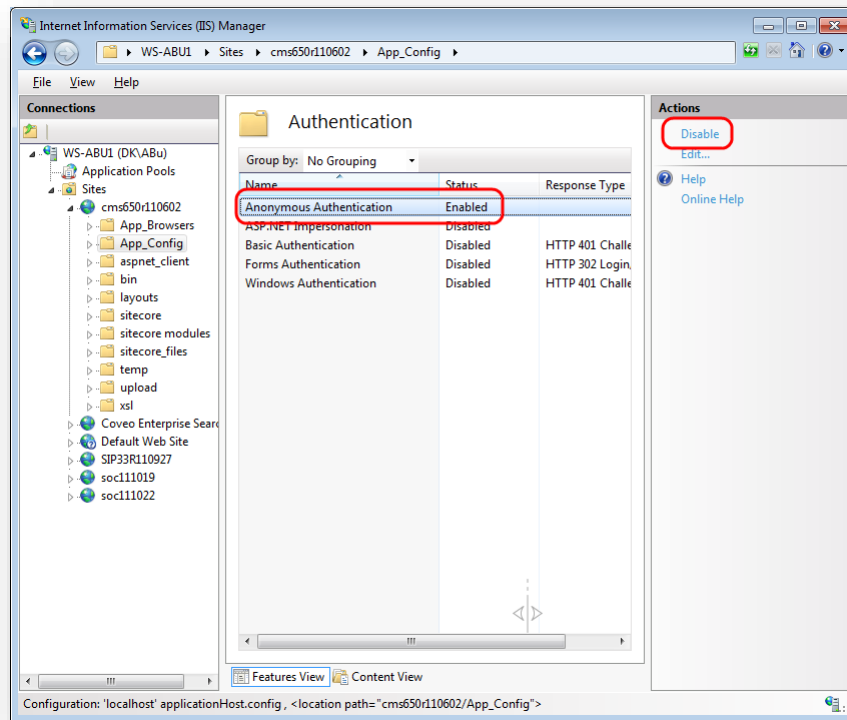 Internet Information Services (IIS) Manager
WS-ABU1 Sites cms650r110602 App_Config
File View Help
Connections
WS-ABU1 (DK\ABu)
Application Pools
Sites
cms650r110602
App_Browsers
App_Config
aspnet_client
bin
layouts
sitecore
sitecore modules
sitecore_files
temp
upload
xsl
Coveo Enterprise Sear
Default Web Site
SIP33R110927
soc111019
soc111022
Authentication
Group by: No Grouping
Name Status Response Type
Anonymous Authentication Enabled
ASP.NET Impersonation Disabled
Basic Authentication Disabled HTTP 401 Challe
Forms Authentication Disabled HTTP 302 Login
Windows Authentication Disabled HTTP 401 Challe
Features View Content View
Actions
Disable
Edit...
Help
Online Help
Configuration: 'localhost' applicationHost.config , <location path="cms650r110602/App_Config">